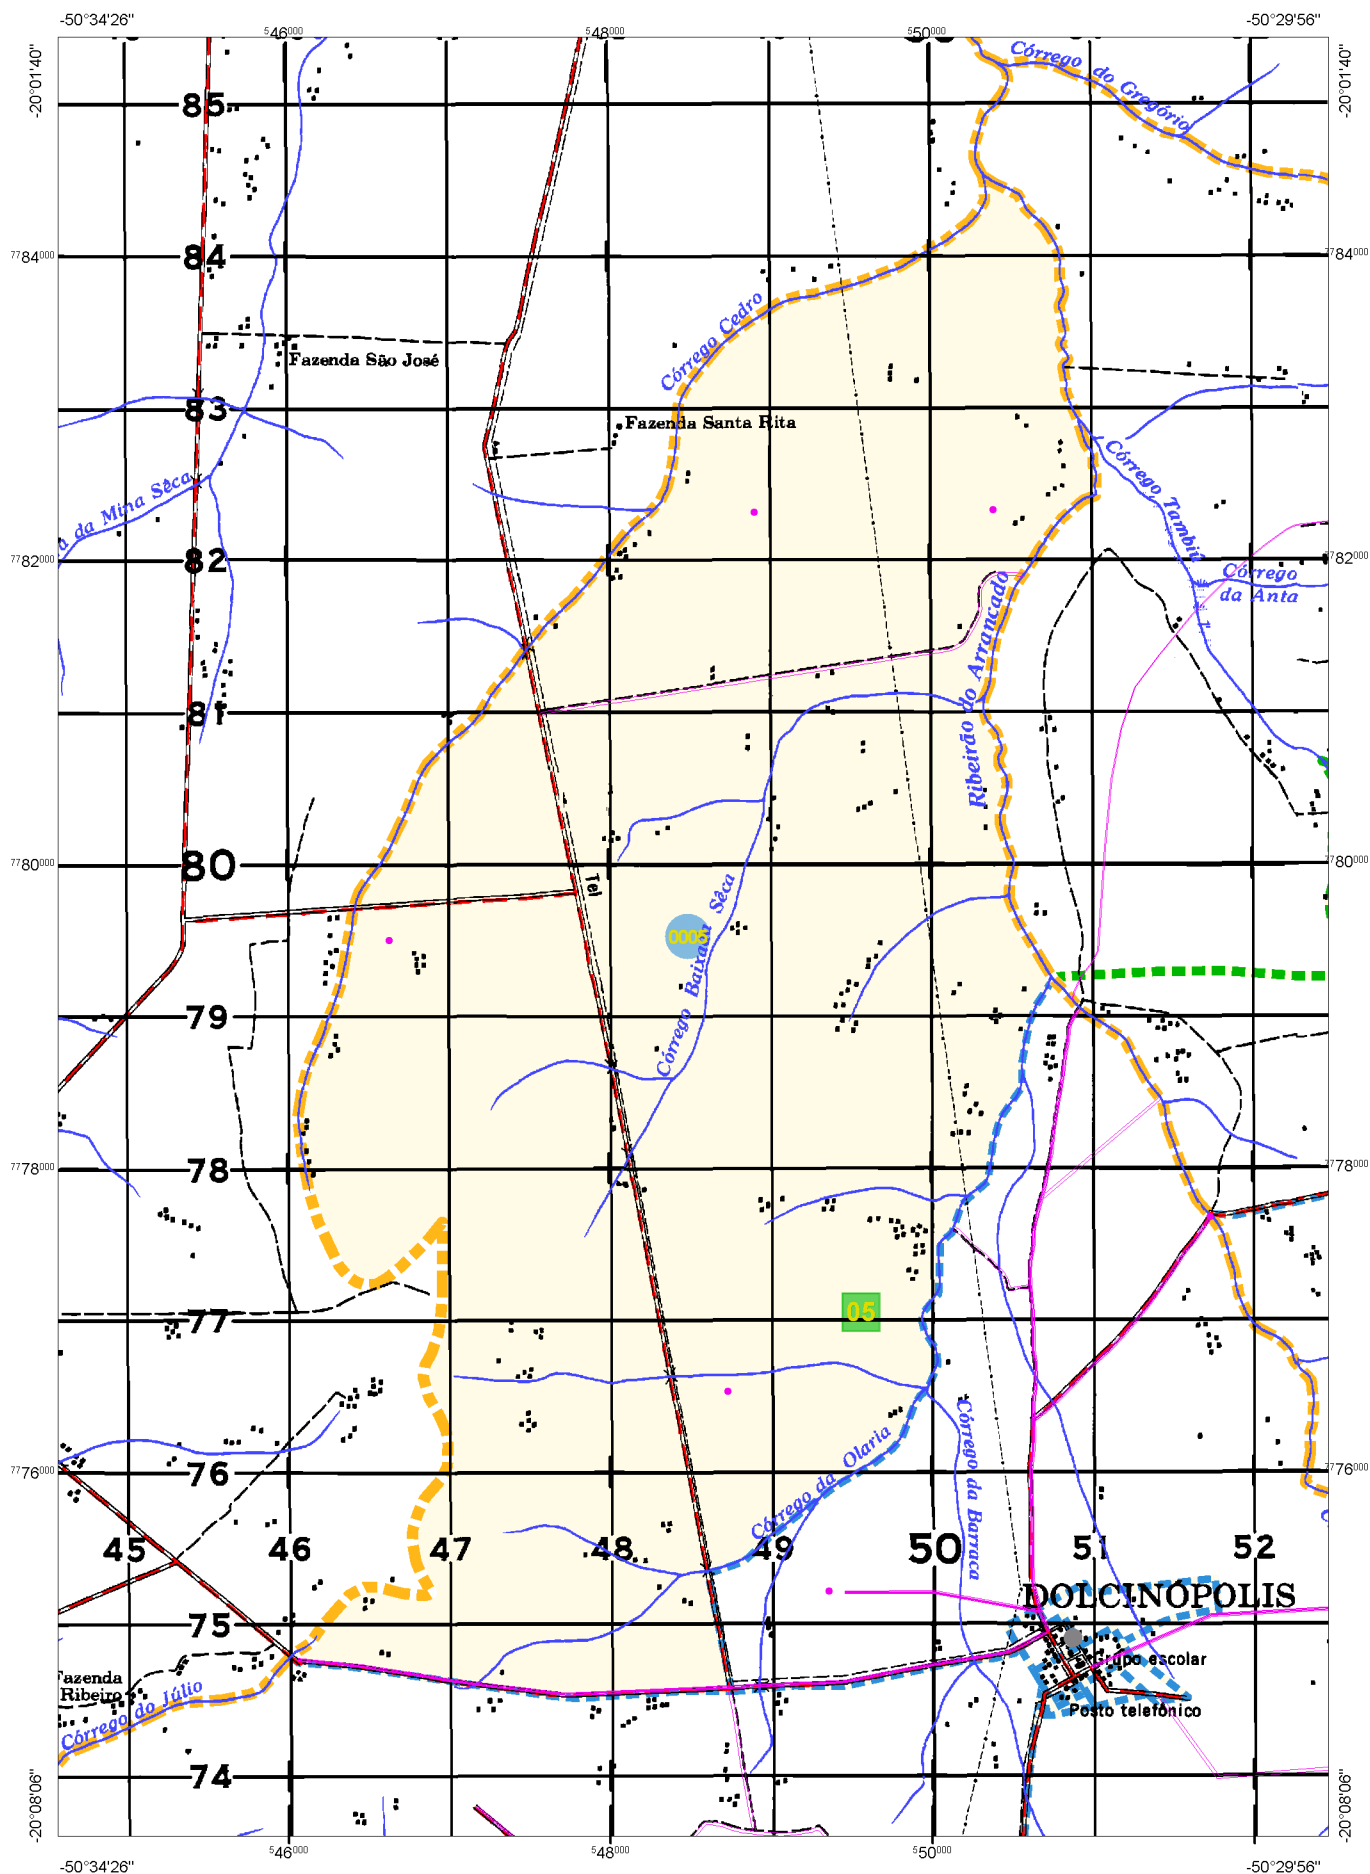 -50°34'26"
-50°29'56"
546000
548000
550000
-20°01'40"
-20°01'40"
Córrego do Gregório
85
7784000
84
7784000
Córrego Cedro
Fazenda São José
83
Fazenda Santa Rita
da Mina Sêca
Córrego Tambiú
7782000
82
7782000
Córrego
da Anta
Ribeirão do Arrancado
81
7780000
80
7780000
Tel
0005
Córrego Baixada Sêca
79
7778000
78
7778000
05
77
Córrego da Olaria
Córrego da Barraca
7776000
76
7776000
45
46
47
48
49
50
51
52
DOLCINÓPOLIS
75
Grupo escolar
Fazenda
Ribeiro
Córrego do Júlio
Posto telefônico
74
-20°08'06"
-20°08'06"
546000
548000
550000
-50°34'26"
-50°29'56"